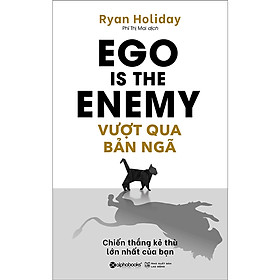 Ryan Holiday
Phí Thị Mai dịch
EGO
IS THE
ENEMY
VƯỢT QUA
BẢN NGÃ
Chiến thắng kẻ thù
lớn nhất của bạn
alphabooks